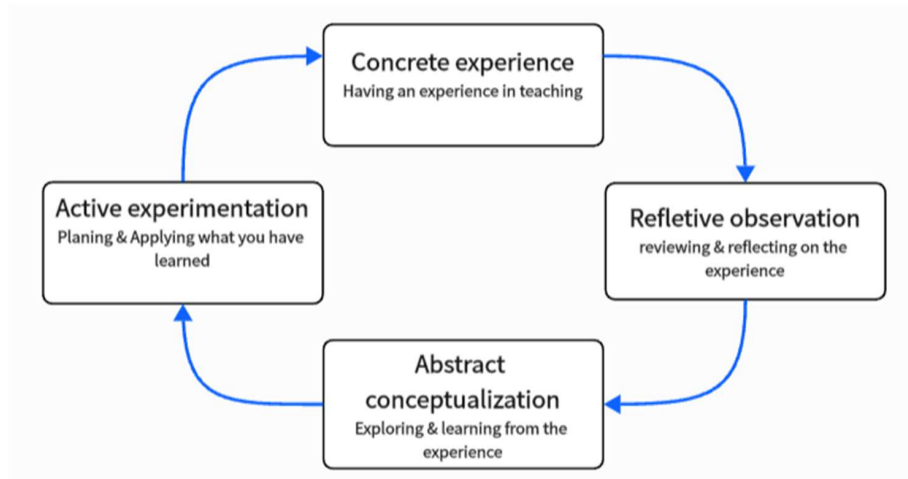 Concrete experience
Having an experience in teaching
Active experimentation
Planing & Applying what you have
learned
Refletive observation
reviewing & reflecting on the
experience
Abstract
conceptualization
Exploring & learning from the
experience